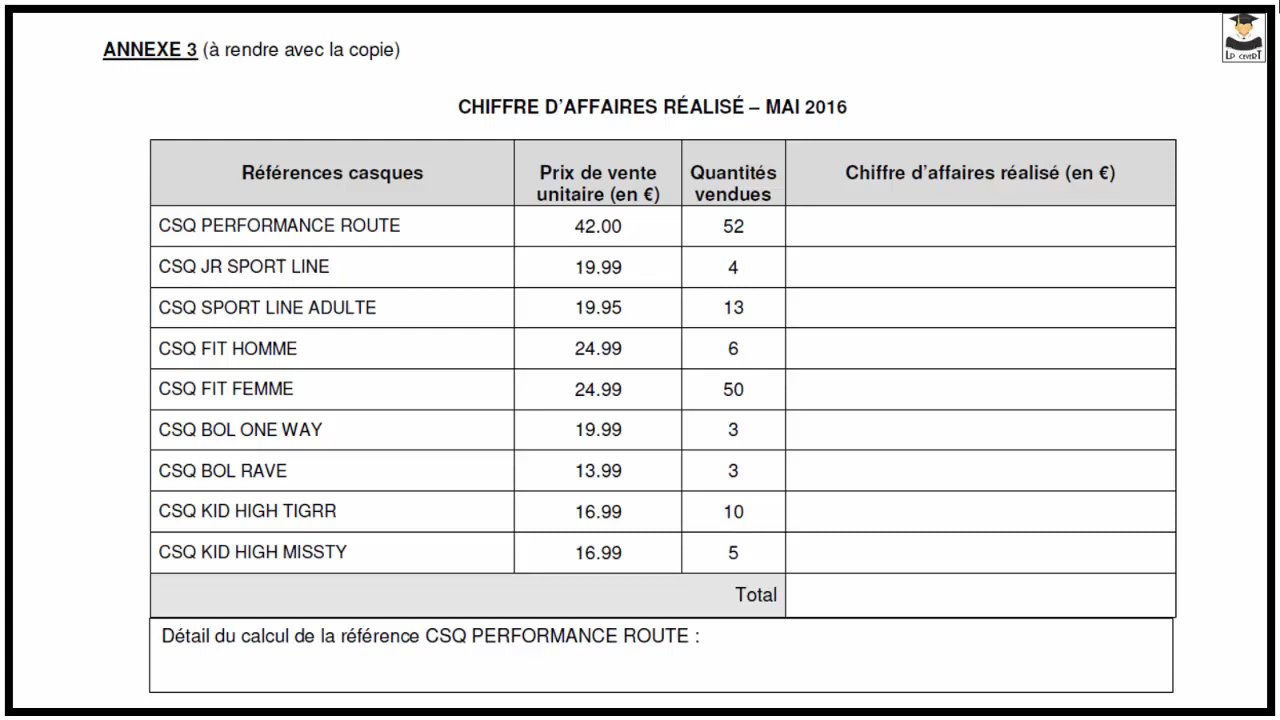 LP CEVERT
ANNEXE 3 (à rendre avec la copie)
CHIFFRE D’AFFAIRES RÉALISÉ – MAI 2016
Références casques Prix de vente unitaire (en €) Quantités vendues Chiffre d’affaires réalisé (en €)
CSQ PERFORMANCE ROUTE 42.00 52
CSQ JR SPORT LINE 19.99 4
CSQ SPORT LINE ADULTE 19.95 13
CSQ FIT HOMME 24.99 6
CSQ FIT FEMME 24.99 50
CSQ BOL ONE WAY 19.99 3
CSQ BOL RAVE 13.99 3
CSQ KID HIGH TIGRR 16.99 10
CSQ KID HIGH MISSTY 16.99 5
Total
Détail du calcul de la référence CSQ PERFORMANCE ROUTE :